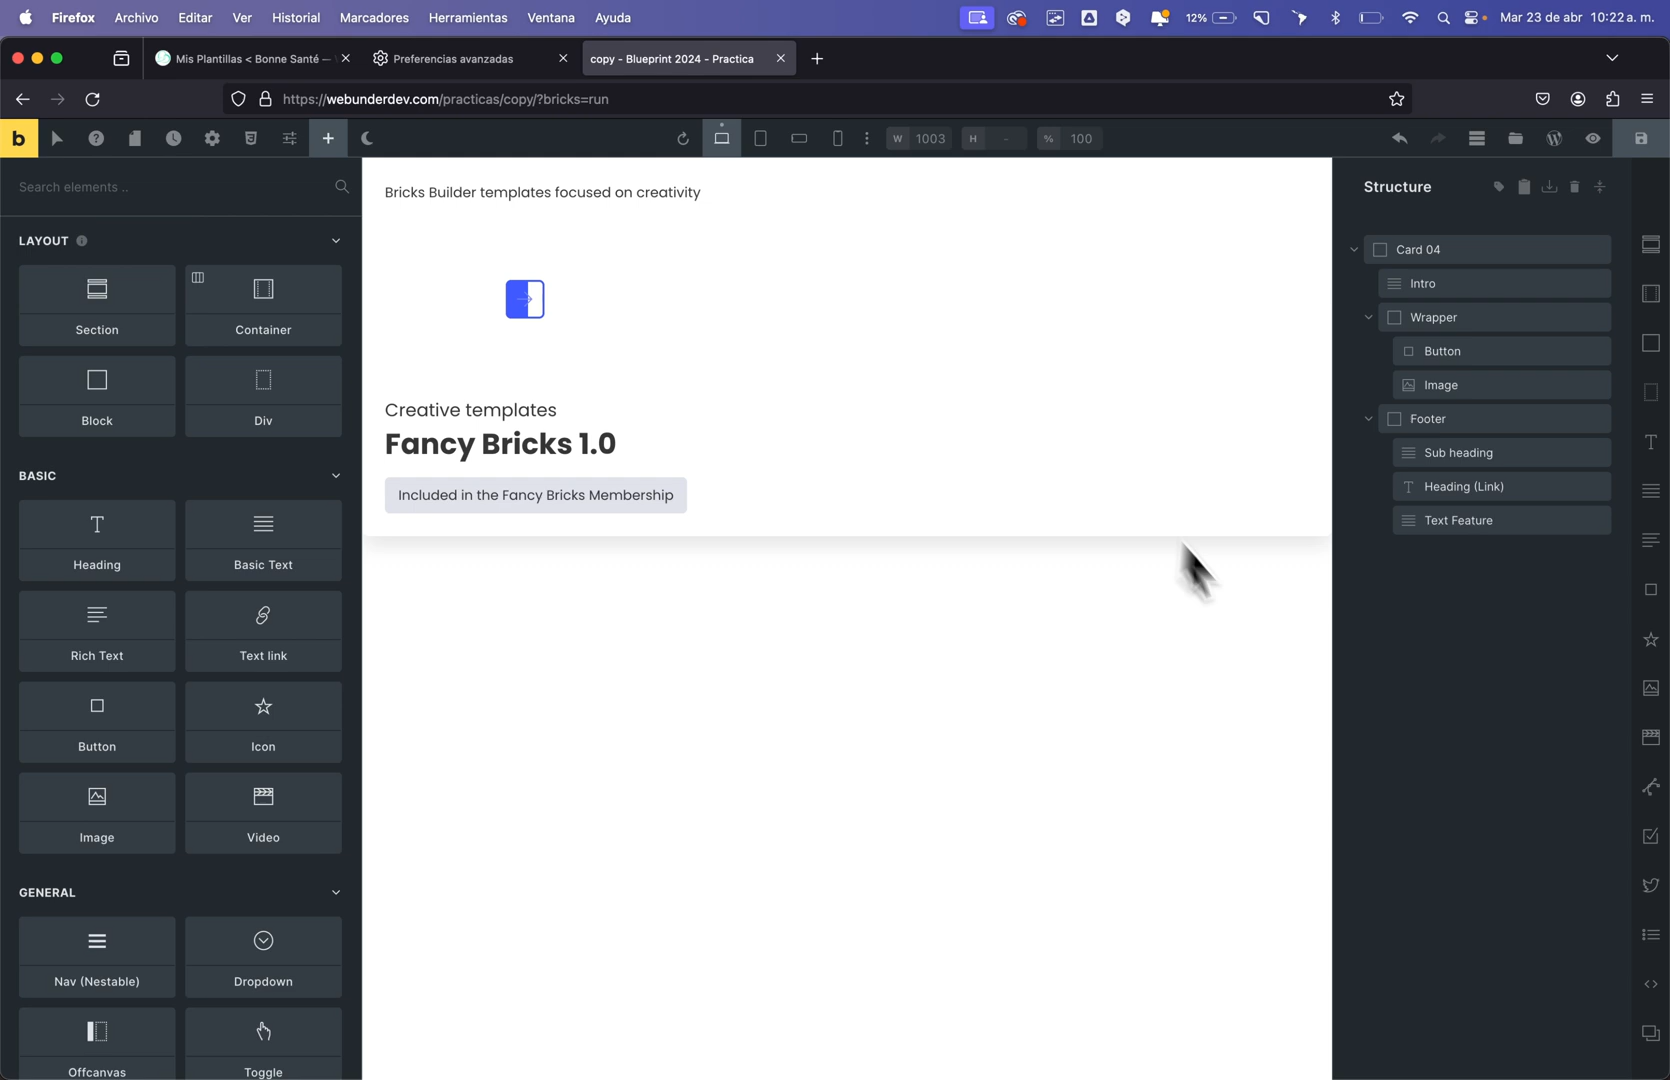 Firefox Archivo Editar Ver Historial Marcadores Herramientas Ventana Ayuda 12% Mar 23 de abr 10:22 a. m.
Mis Plantillas < Bonne Santé — Preferencias avanzadas copy - Blueprint 2024 - Practica
https://webunderdev.com/practicas/copy/?bricks=run
b W 1003 H - % 100
Search elements ..
LAYOUT
Section Container
Block Div
BASIC
Heading Basic Text
Rich Text Text link
Button Icon
Image Video
GENERAL
Nav (Nestable) Dropdown
Offcanvas Toggle
Bricks Builder templates focused on creativity
Creative templates
Fancy Bricks 1.0
Included in the Fancy Bricks Membership
Structure
Card 04
Intro
Wrapper
Button
Image
Footer
Sub heading
Heading (Link)
Text Feature